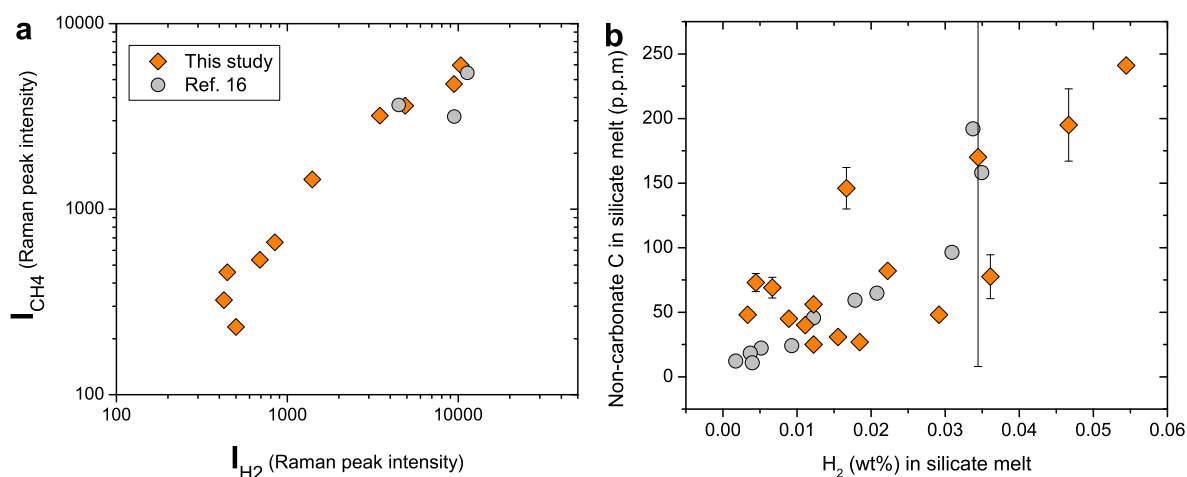 a
10000
1000
100
This study
Ref. 16
I_CH4 (Raman peak intensity)
100 1000 10000
I_H2 (Raman peak intensity)
b
250
200
150
100
50
0
Non-carbonate C in silicate melt (p.p.m)
0.00 0.01 0.02 0.03 0.04 0.05 0.06
H₂ (wt%) in silicate melt